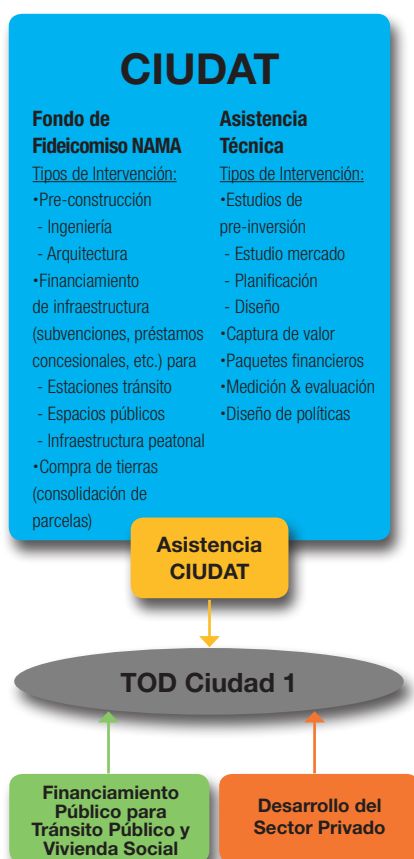 CIUDAT
Fondo de
Fideicomiso NAMA
Tipos de Intervención:
•Pre-construcción
- Ingeniería
- Arquitectura
•Financiamiento
de infraestructura
(subvenciones, préstamos
concesionales, etc.) para
- Estaciones tránsito
- Espacios públicos
- Infraestructura peatonal
•Compra de tierras
(consolidación de
parcelas)
Asistencia
Técnica
Tipos de Intervención:
•Estudios de
pre-inversión
- Estudio mercado
- Planificación
- Diseño
•Captura de valor
•Paquetes financieros
•Medición & evaluación
•Diseño de políticas
Asistencia
CIUDAT
TOD Ciudad 1
Financiamiento
Público para
Tránsito Público y
Vivienda Social
Desarrollo del
Sector Privado